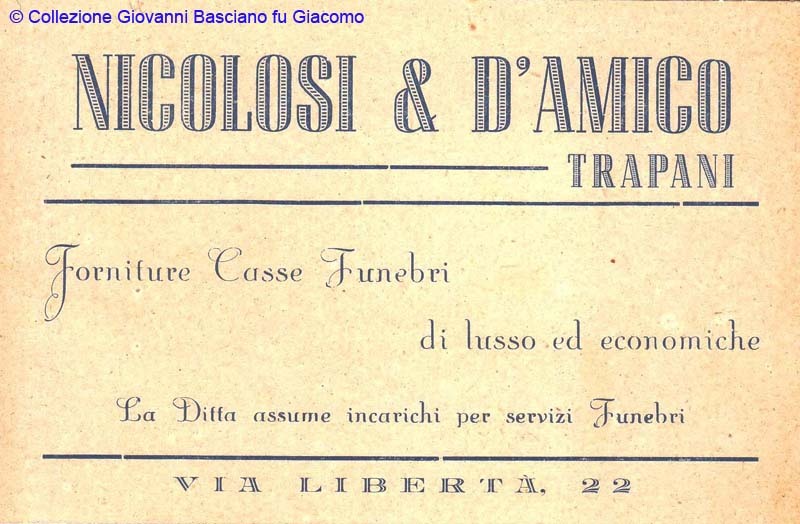 © Collezione Giovanni Basciano fu Giacomo
NICOLOSI & D'AMICO
TRAPANI
Forniture Casse Funebri
di lusso ed economiche
La Ditta assume incarichi per servizi Funebri
VIA LIBERTÀ, 22